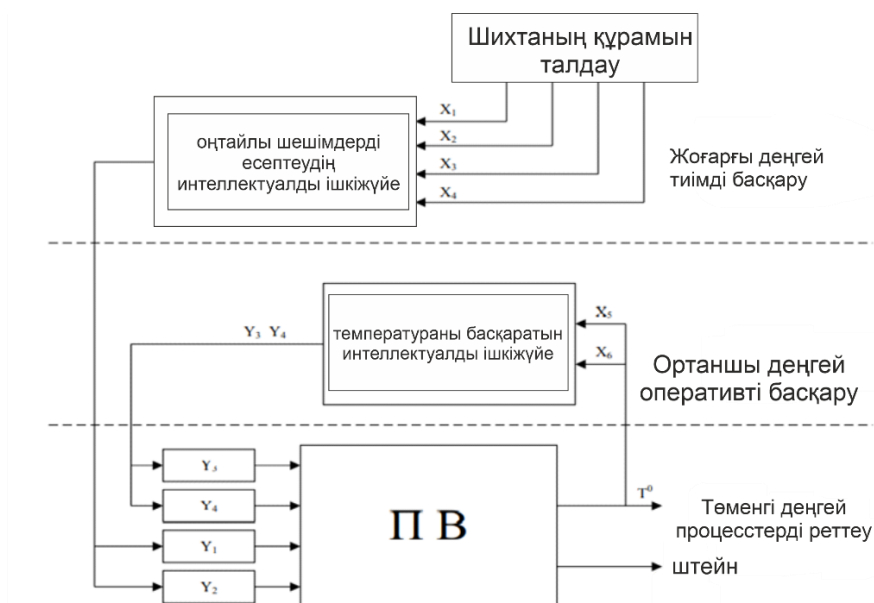 Шихтаның құрамын
талдау
X₁
X₂
X₃
X₄
оңтайлы шешімдерді
есептеудің
интеллектуалды ішкіжүйе
Жоғарғы деңгей
тиімді басқару
Y₃ Y₄
температураны басқаратын
интеллектуалды ішкіжүйе
X₅
X₆
Ортаншы деңгей
оперативті басқару
Y₃
Y₄
Y₁
Y₂
П В
T⁰
Төменгі деңгей
процесстерді реттеу
штейн